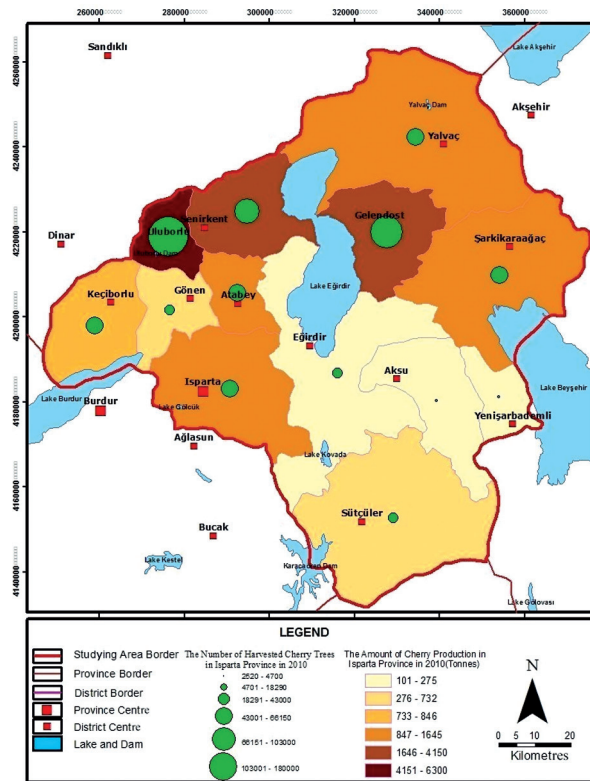 260000 280000 300000 320000 340000 360000
Sandıklı
Lake Akşehir
4260000
Akşehir
Yalvaç Dam
Yalvaç
4240000
Uluborlu
Senirkent
Gelendost
Dinar
Şarkikaraağaç
4220000
Keçiborlu
Gönen
Atabey
Lake Eğirdir
4200000
Eğirdir
Isparta
Aksu
Lake Beyşehir
Lake Burdur
Burdur
Lake Gölcük
Yenişarbademli
4180000
Ağlasun
Lake Kovada
4160000
Sütçüler
Bucak
Lake Kestel
Karacaören Dam
4140000
Lake Gölovası
LEGEND
Studying Area Border
Province Border
District Border
Province Centre
District Centre
Lake and Dam
The Number of Harvested Cherry Trees
in Isparta Province in 2010
2520 - 4700
4701 - 18290
18291 - 43000
43001 - 66150
66151 - 103000
103001 - 180000
The Amount of Cherry Production in
Isparta Province in 2010(Tonnes)
101 - 275
276 - 732
733 - 846
847 - 1645
1646 - 4150
4151 - 6300
N
0 5 10 20
Kilometres